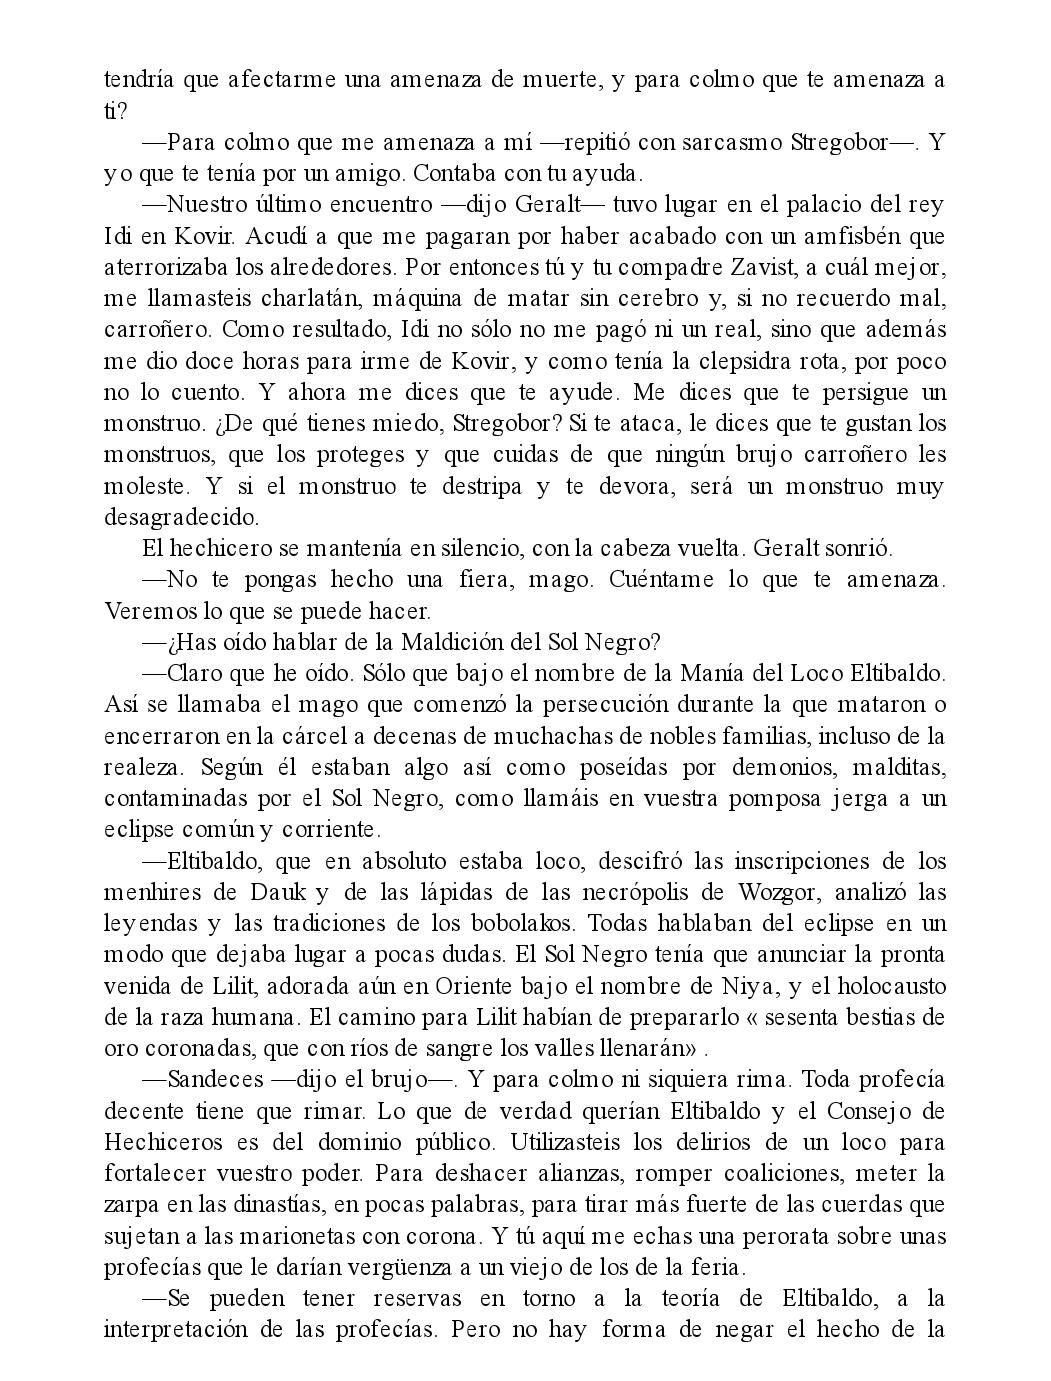 tendría que afectarme una amenaza de muerte, y para colmo que te amenaza a
ti?
—Para colmo que me amenaza a mí —repitió con sarcasmo Stregobor—. Y
yo que te tenía por un amigo. Contaba con tu ayuda.
—Nuestro último encuentro —dijo Geralt— tuvo lugar en el palacio del rey
Idi en Kovir. Acudí a que me pagaran por haber acabado con un amfisbén que
aterrorizaba los alrededores. Por entonces tú y tu compadre Zavist, a cuál mejor,
me llamasteis charlatán, máquina de matar sin cerebro y, si no recuerdo mal,
carroñero. Como resultado, Idi no sólo no me pagó ni un real, sino que además
me dio doce horas para irme de Kovir, y como tenía la clepsidra rota, por poco
no lo cuento. Y ahora me dices que te ayude. Me dices que te persigue un
monstruo. ¿De qué tienes miedo, Stregobor? Si te ataca, le dices que te gustan los
monstruos, que los proteges y que cuidas de que ningún brujo carroñero les
moleste. Y si el monstruo te destripa y te devora, será un monstruo muy
desagradecido.
El hechicero se mantenía en silencio, con la cabeza vuelta. Geralt sonrió.
—No te pongas hecho una fiera, mago. Cuéntame lo que te amenaza.
Veremos lo que se puede hacer.
—¿Has oído hablar de la Maldición del Sol Negro?
—Claro que he oído. Sólo que bajo el nombre de la Manía del Loco Eltibaldo.
Así se llamaba el mago que comenzó la persecución durante la que mataron o
encerraron en la cárcel a decenas de muchachas de nobles familias, incluso de la
realeza. Según él estaban algo así como poseídas por demonios, malditas,
contaminadas por el Sol Negro, como llamáis en vuestra pomposa jerga a un
eclipse común y corriente.
—Eltibaldo, que en absoluto estaba loco, descifró las inscripciones de los
menhires de Dauk y de las lápidas de las necrópolis de Wozgor, analizó las
leyendas y las tradiciones de los bobolakos. Todas hablaban del eclipse en un
modo que dejaba lugar a pocas dudas. El Sol Negro tenía que anunciar la pronta
venida de Lilit, adorada aún en Oriente bajo el nombre de Niya, y el holocausto
de la raza humana. El camino para Lilit habían de prepararlo « sesenta bestias de
oro coronadas, que con ríos de sangre los valles llenarán» .
—Sandeces —dijo el brujo—. Y para colmo ni siquiera rima. Toda profecía
decente tiene que rimar. Lo que de verdad querían Eltibaldo y el Consejo de
Hechiceros es del dominio público. Utilizasteis los delirios de un loco para
fortalecer vuestro poder. Para deshacer alianzas, romper coaliciones, meter la
zarpa en las dinastías, en pocas palabras, para tirar más fuerte de las cuerdas que
sujetan a las marionetas con corona. Y tú aquí me echas una perorata sobre unas
profecías que le darían vergüenza a un viejo de los de la feria.
—Se pueden tener reservas en torno a la teoría de Eltibaldo, a la
interpretación de las profecías. Pero no hay forma de negar el hecho de la